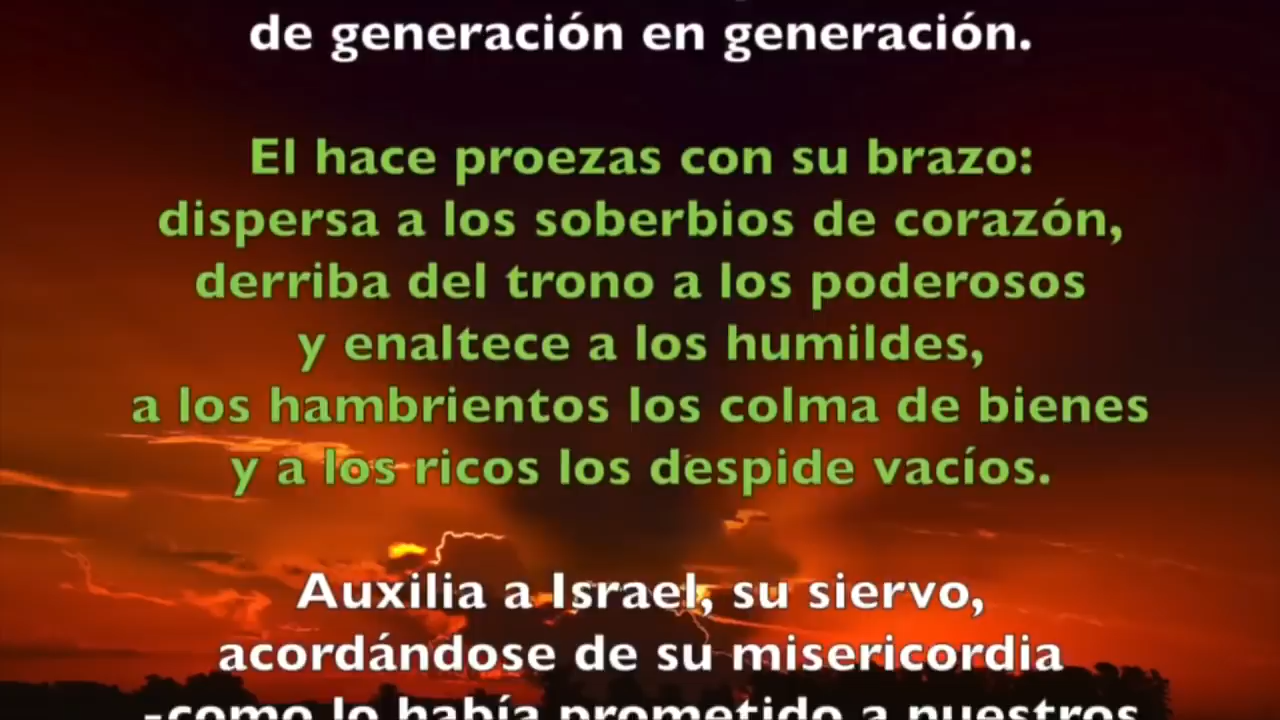 de generación en generación.
El hace proezas con su brazo:
dispersa a los soberbios de corazón,
derriba del trono a los poderosos
y enaltece a los humildes,
a los hambrientos los colma de bienes
y a los ricos los despide vacíos.
Auxilia a Israel, su siervo,
acordándose de su misericordia
-como lo había prometido a nuestros